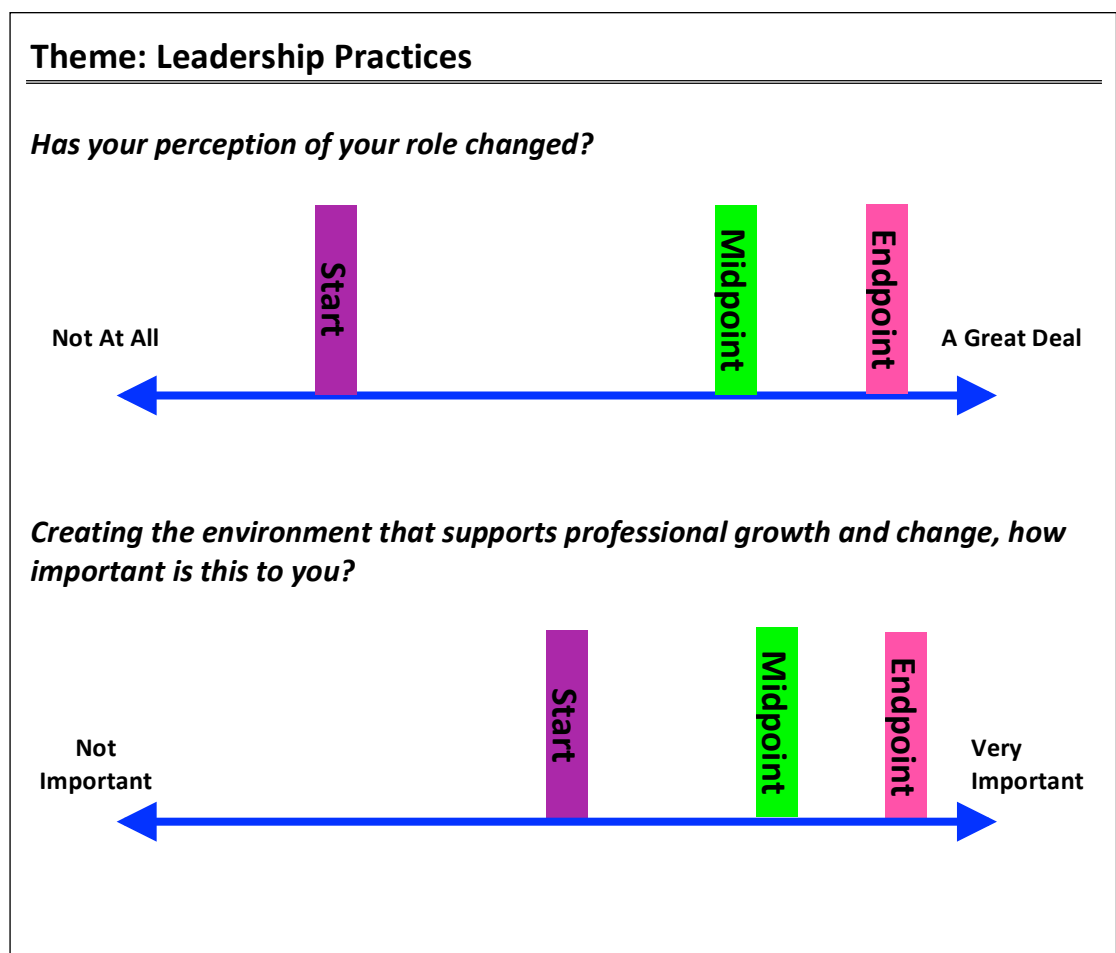 Theme: Leadership Practices
Has your perception of your role changed?
Start
Midpoint
Endpoint
Not At All
A Great Deal
Creating the environment that supports professional growth and change, how
important is this to you?
Start
Midpoint
Endpoint
Not
Important
Very
Important